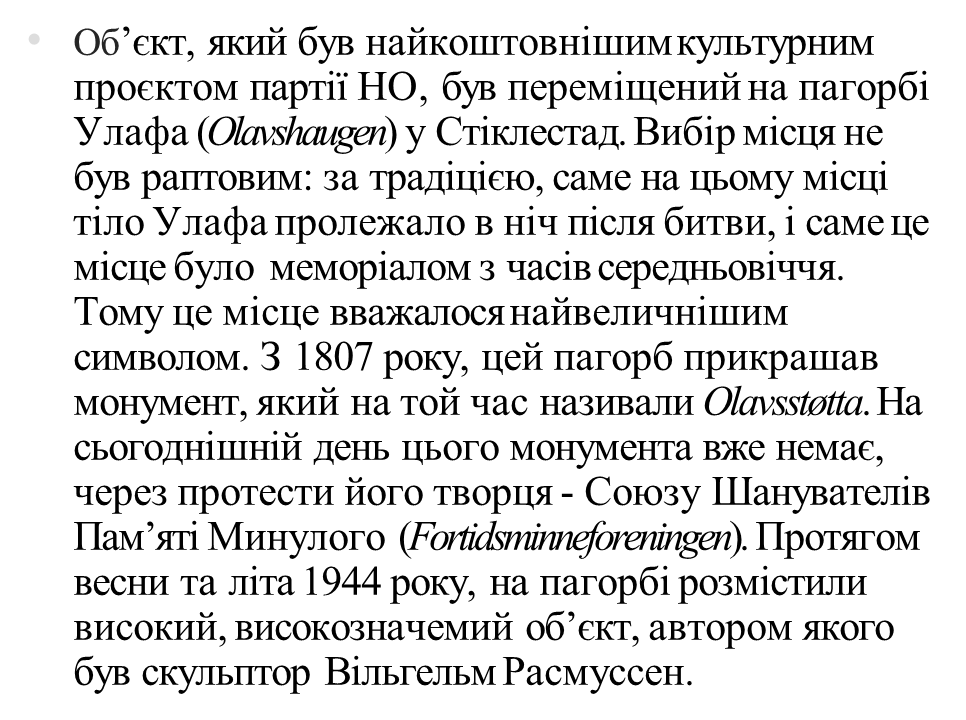 • Об’єкт, який був найкоштовнішим культурним
проєктом партії НО, був переміщений на пагорбі
Улафа (Olavshaugen) у Стіклестад. Вибір місця не
був раптовим: за традіцією, саме на цьому місці
тіло Улафа пролежало в ніч після битви, і саме це
місце було меморіалом з часів середньовіччя.
Тому це місце вважалося найвеличнішим
символом. З 1807 року, цей пагорб прикрашав
монумент, який на той час називали Olavsstøtta. На
сьогоднішній день цього монумента вже немає,
через протести його творця - Союзу Шанувателів
Пам’яті Минулого (Fortidsminneforeningen). Протягом
весни та літа 1944 року, на пагорбі розмістили
високий, високозначемий об’єкт, автором якого
був скульптор Вільгельм Расмуссен.